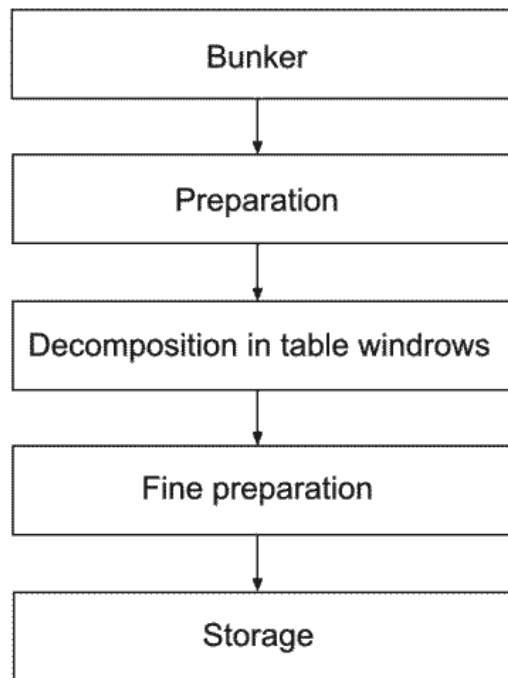 Bunker
Preparation
Decomposition in table windrows
Fine preparation
Storage